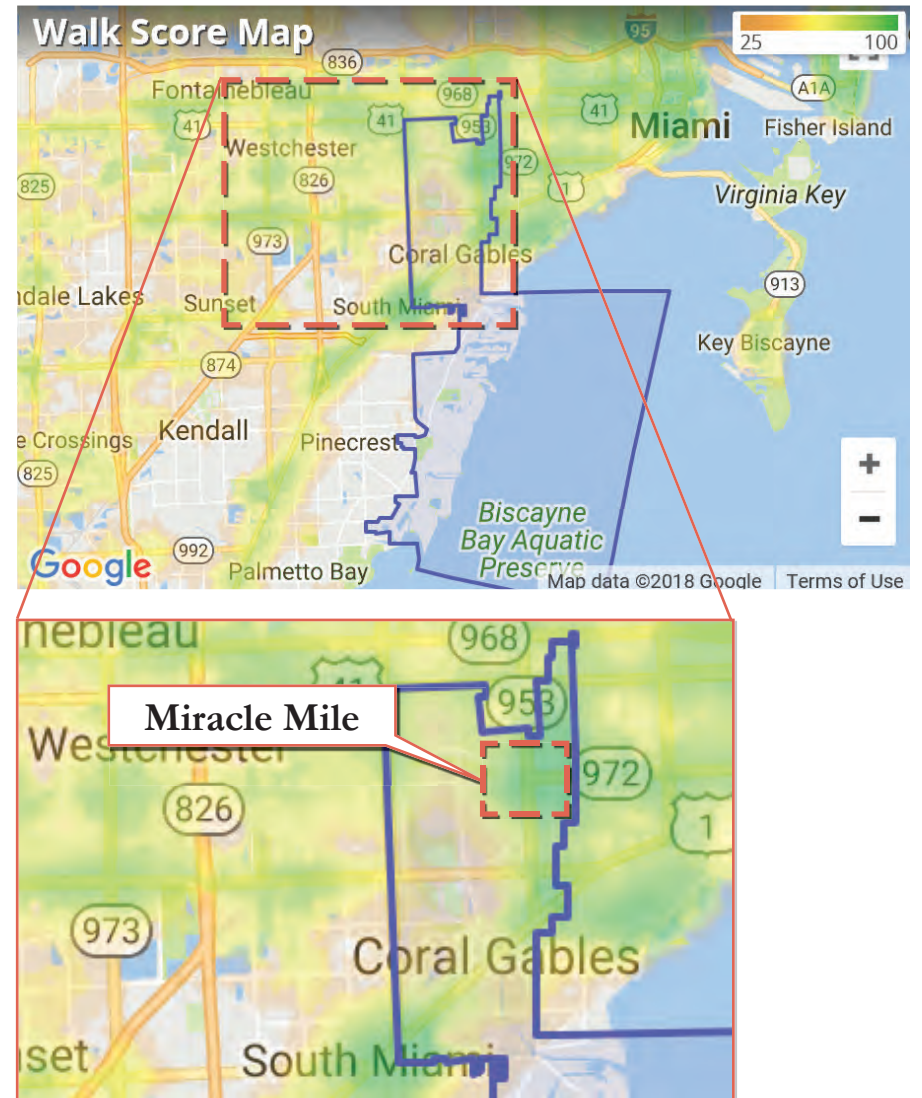 Walk Score Map
25
100
95
836
Fontainebleau
968
A1A
41
41
953
41
Miami
Fisher Island
Westchester
972
826
1
825
Virginia Key
973
Coral Gables
913
ndale Lakes
Sunset
South Miami
Key Biscayne
874
Kendall
Pinecrest
e Crossings
+
825
−
Biscayne
Bay Aquatic
Preserve
992
Google
Palmetto Bay
Map data ©2018 Google
Terms of Use
nebleau
968
41
953
Miracle Mile
Westchester
972
826
1
973
Coral Gables
nset
South Miami